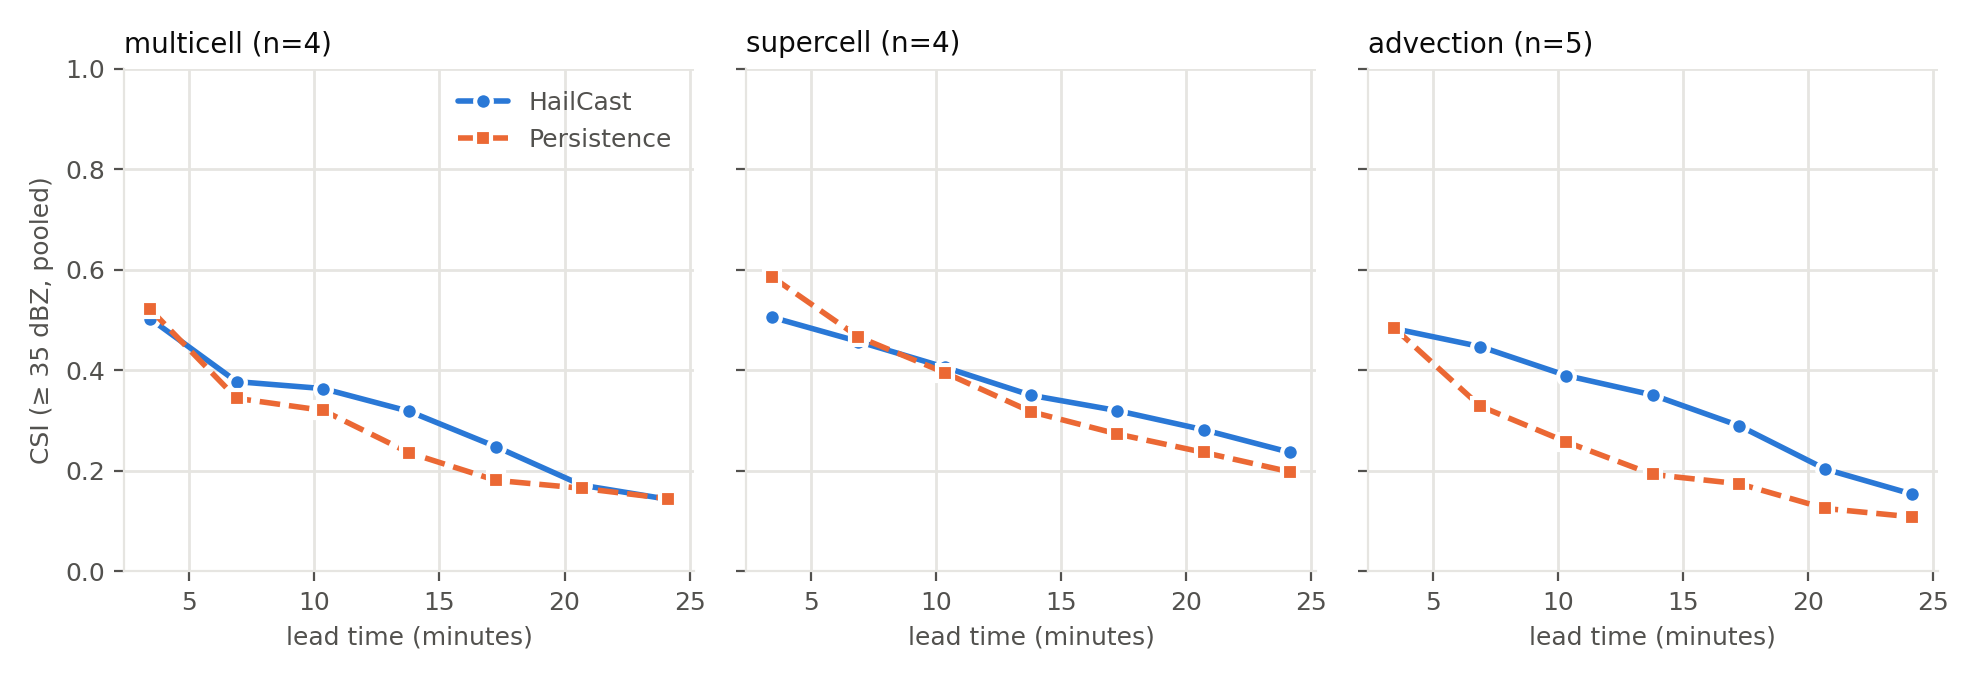 multicell (n=4)
supercell (n=4)
advection (n=5)
HailCast
Persistence
CSI (≥ 35 dBZ, pooled)
1.0
0.8
0.6
0.4
0.2
0.0
5 10 15 20 25
5 10 15 20 25
5 10 15 20 25
lead time (minutes)
lead time (minutes)
lead time (minutes)